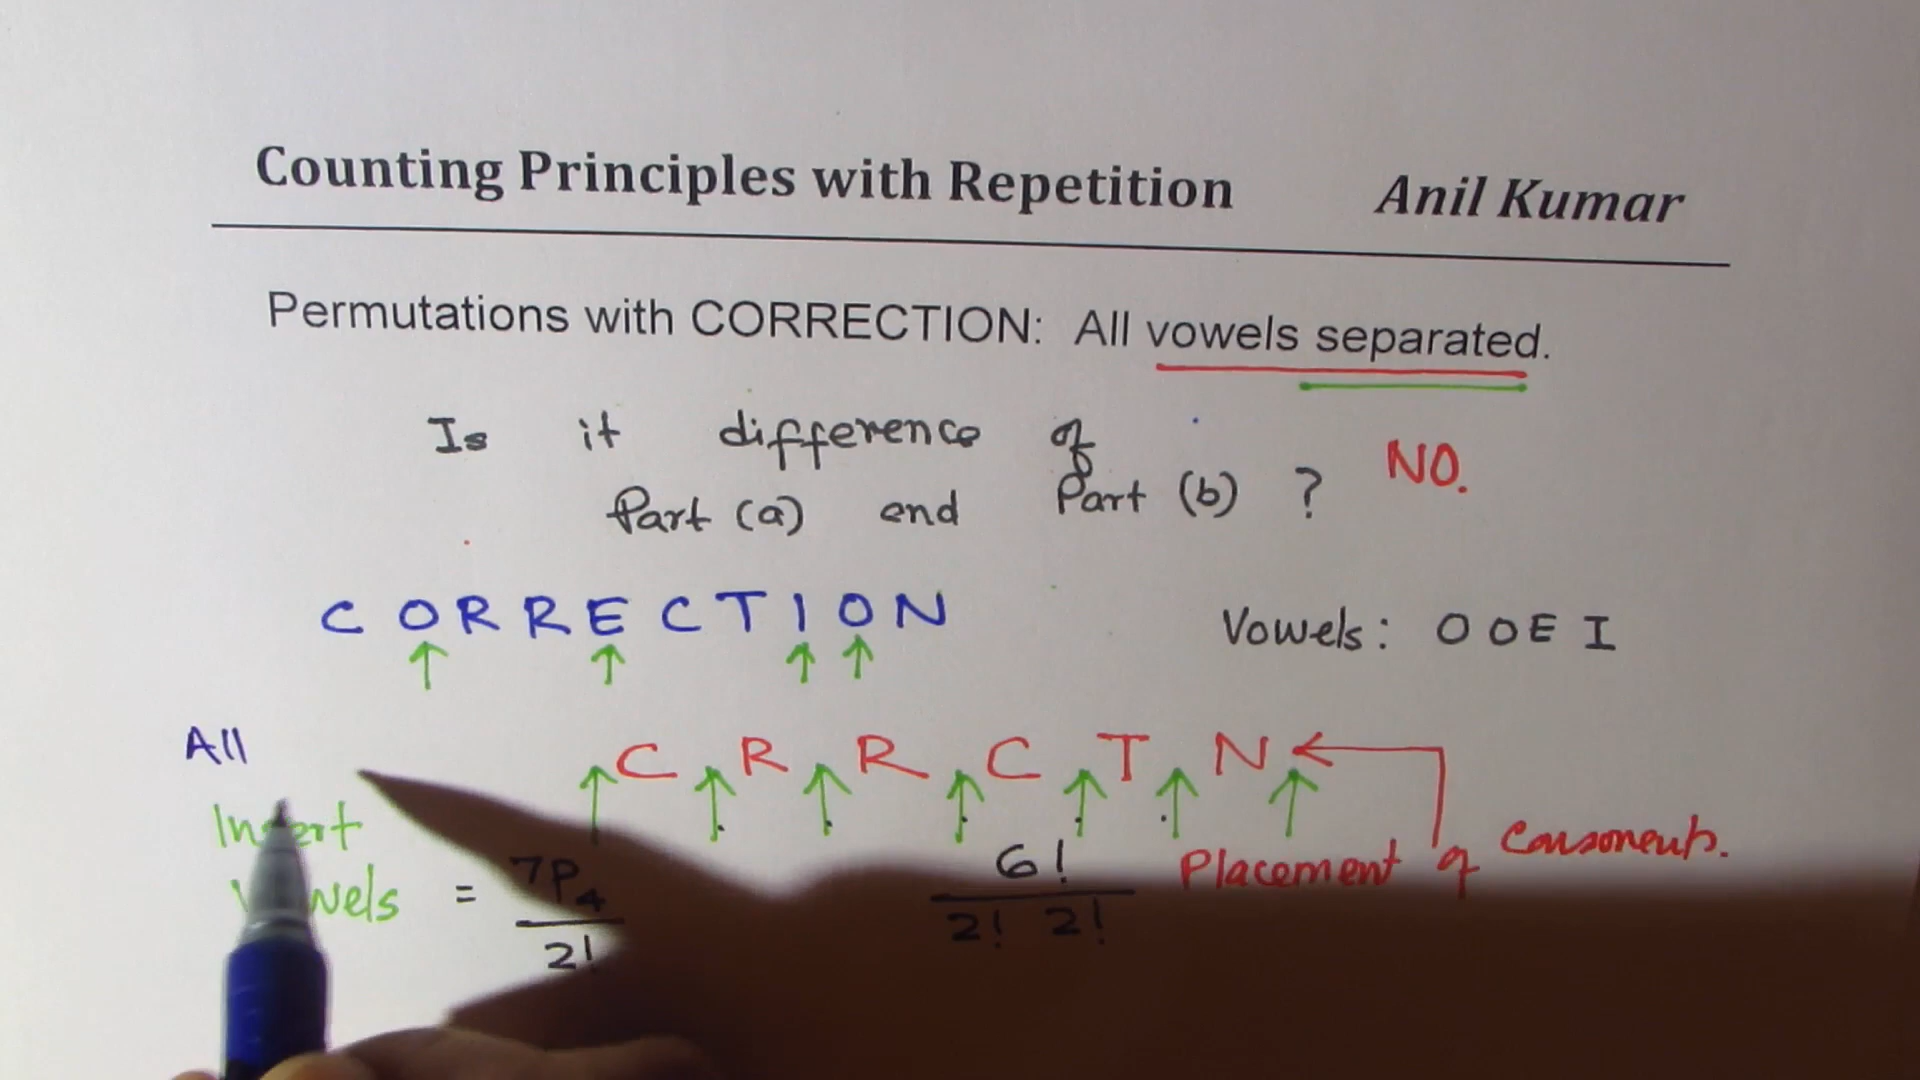 Counting Principles with Repetition Anil Kumar
Permutations with CORRECTION: All vowels separated.
Is it difference of
Part (a) and Part (b) ? NO.
C O R R E C T I O N Vowels: O O E I
All C R R C T N
Insert Placement of Consonents.
Vowels = 7P4 / 2! 6! / 2! 2!